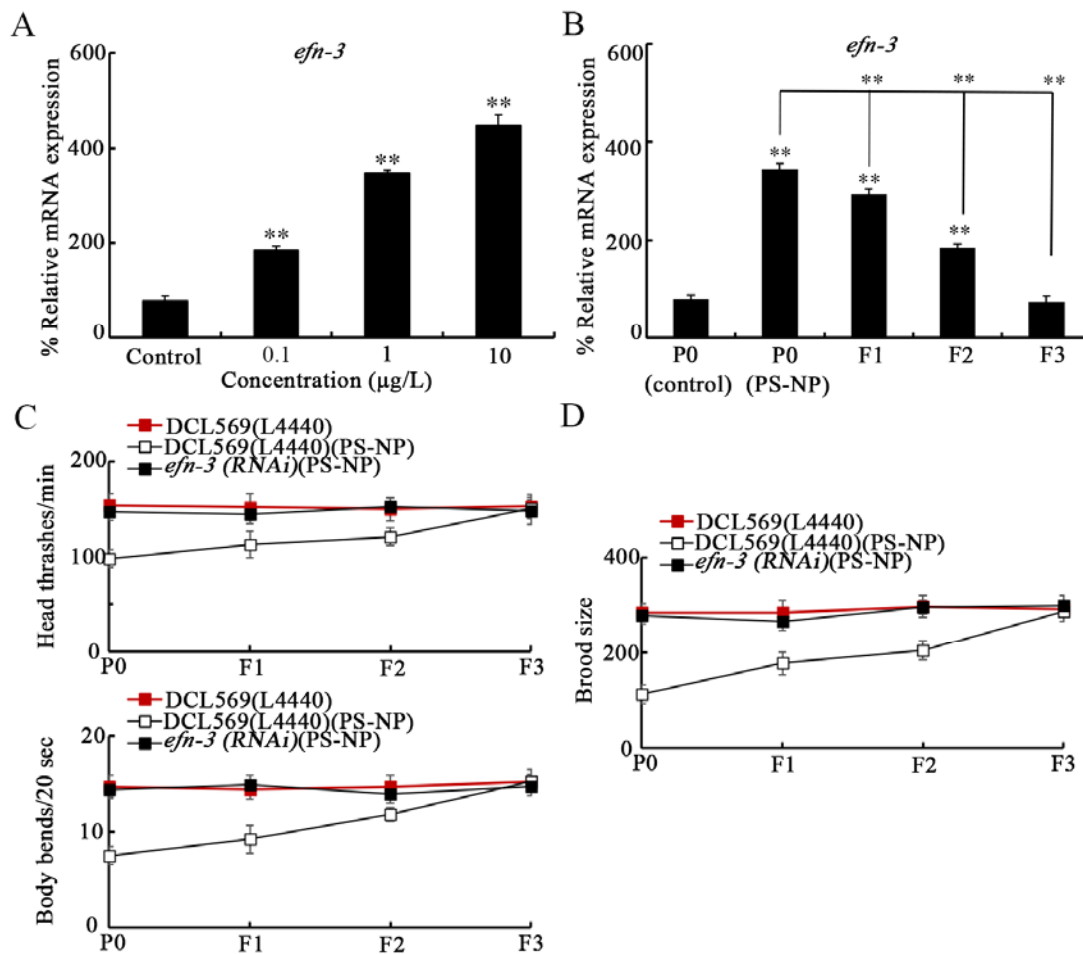 A
efn-3
% Relative mRNA expression
600
400
200
0
**
**
**
Control
0.1
1
10
Concentration (µg/L)
B
efn-3
% Relative mRNA expression
600
400
200
0
**
**
**
**
**
**
P0
P0
F1
F2
F3
(control)
(PS-NP)
C
DCL569(L4440)
DCL569(L4440)(PS-NP)
efn-3 (RNAi)(PS-NP)
Head thrashes/min
200
100
0
P0
F1
F2
F3
DCL569(L4440)
DCL569(L4440)(PS-NP)
efn-3 (RNAi)(PS-NP)
Body bends/20 sec
20
10
0
P0
F1
F2
F3
D
DCL569(L4440)
DCL569(L4440)(PS-NP)
efn-3 (RNAi)(PS-NP)
Brood size
400
200
0
P0
F1
F2
F3